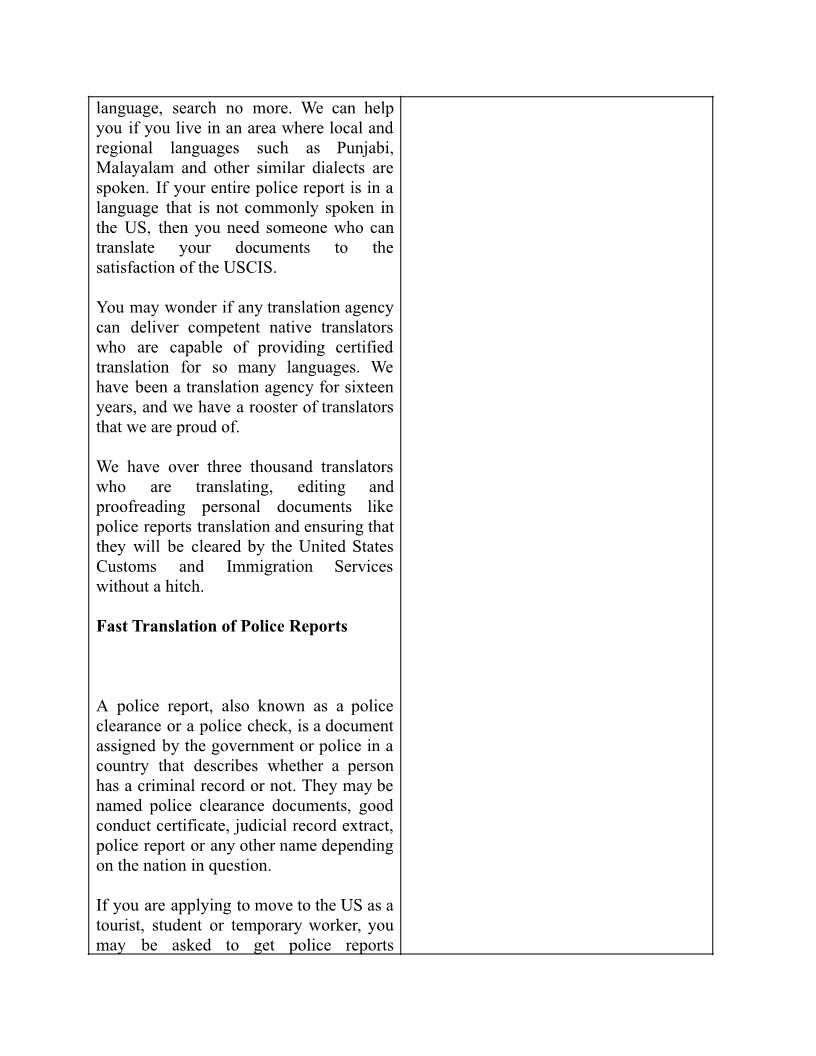 language, search no more. We can help
you if you live in an area where local and
regional languages such as Punjabi,
Malayalam and other similar dialects are
spoken. If your entire police report is in a
language that is not commonly spoken in
the US, then you need someone who can
translate your documents to the
satisfaction of the USCIS.
You may wonder if any translation agency
can deliver competent native translators
who are capable of providing certified
translation for so many languages. We
have been a translation agency for sixteen
years, and we have a rooster of translators
that we are proud of.
We have over three thousand translators
who are translating, editing and
proofreading personal documents like
police reports translation and ensuring that
they will be cleared by the United States
Customs and Immigration Services
without a hitch.
Fast Translation of Police Reports
A police report, also known as a police
clearance or a police check, is a document
assigned by the government or police in a
country that describes whether a person
has a criminal record or not. They may be
named police clearance documents, good
conduct certificate, judicial record extract,
police report or any other name depending
on the nation in question.
If you are applying to move to the US as a
tourist, student or temporary worker, you
may be asked to get police reports